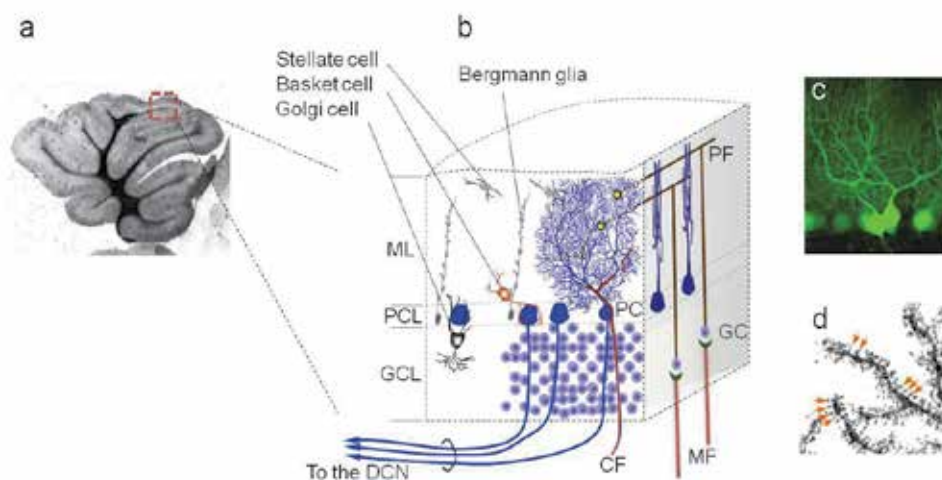 a
b
Stellate cell
Basket cell
Golgi cell
Bergmann glia
c
PF
ML
PCL
PC
GC
d
GCL
To the DCN
CF
MF